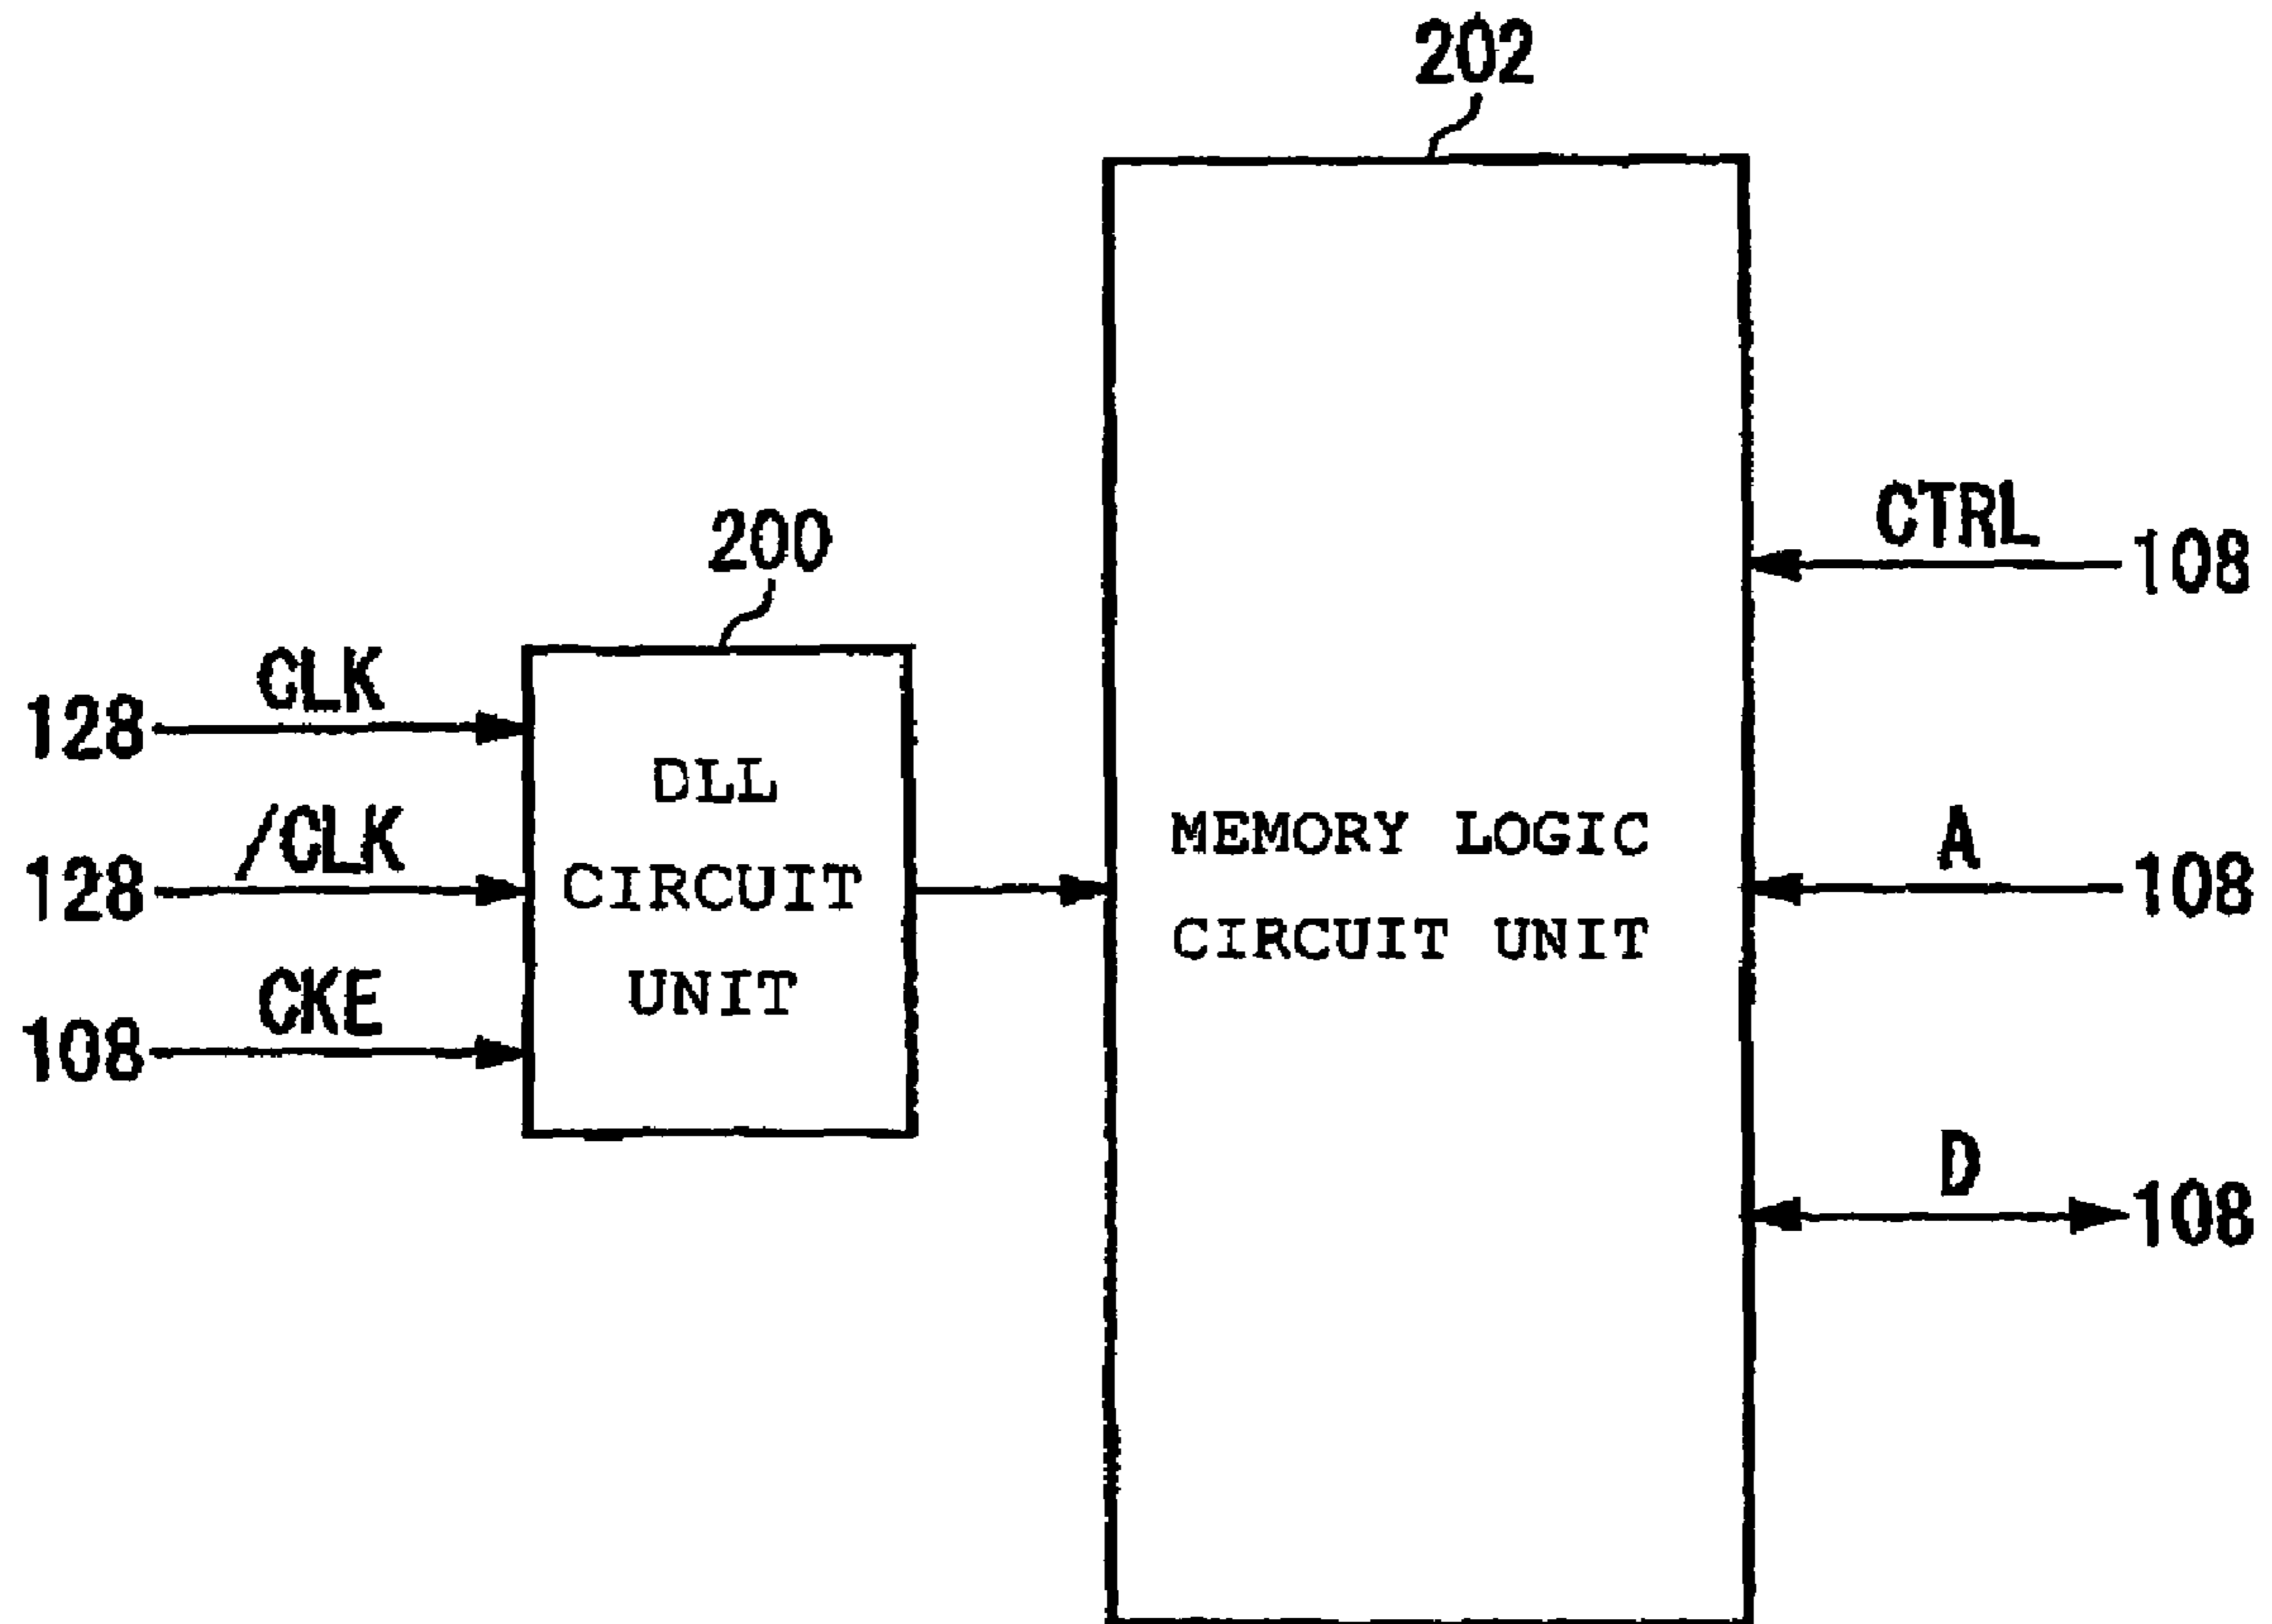 202
200
CTRL
108
CLK
128
DLL
CIRCUIT
UNIT
/CLK
128
MEMORY LOGIC
CIRCUIT UNIT
A
108
CKE
108
D
108